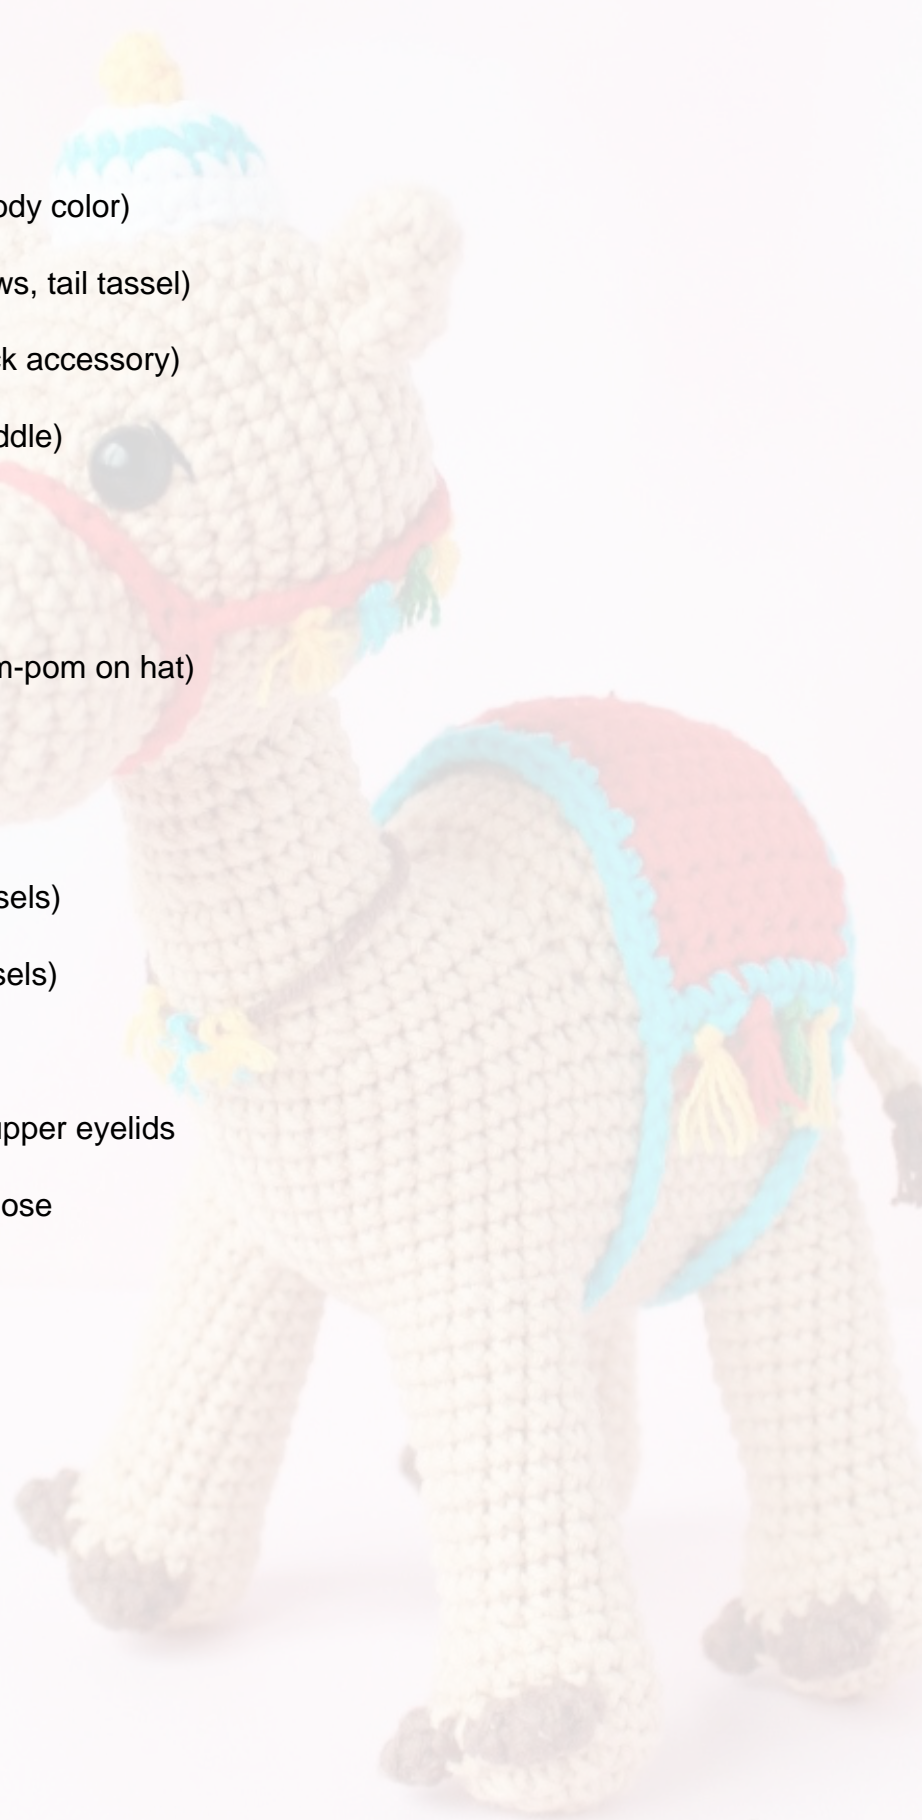 ody color)
ws, tail tassel)
k accessory)
ddle)
m-pom on hat)
sels)
sels)
upper eyelids
ose